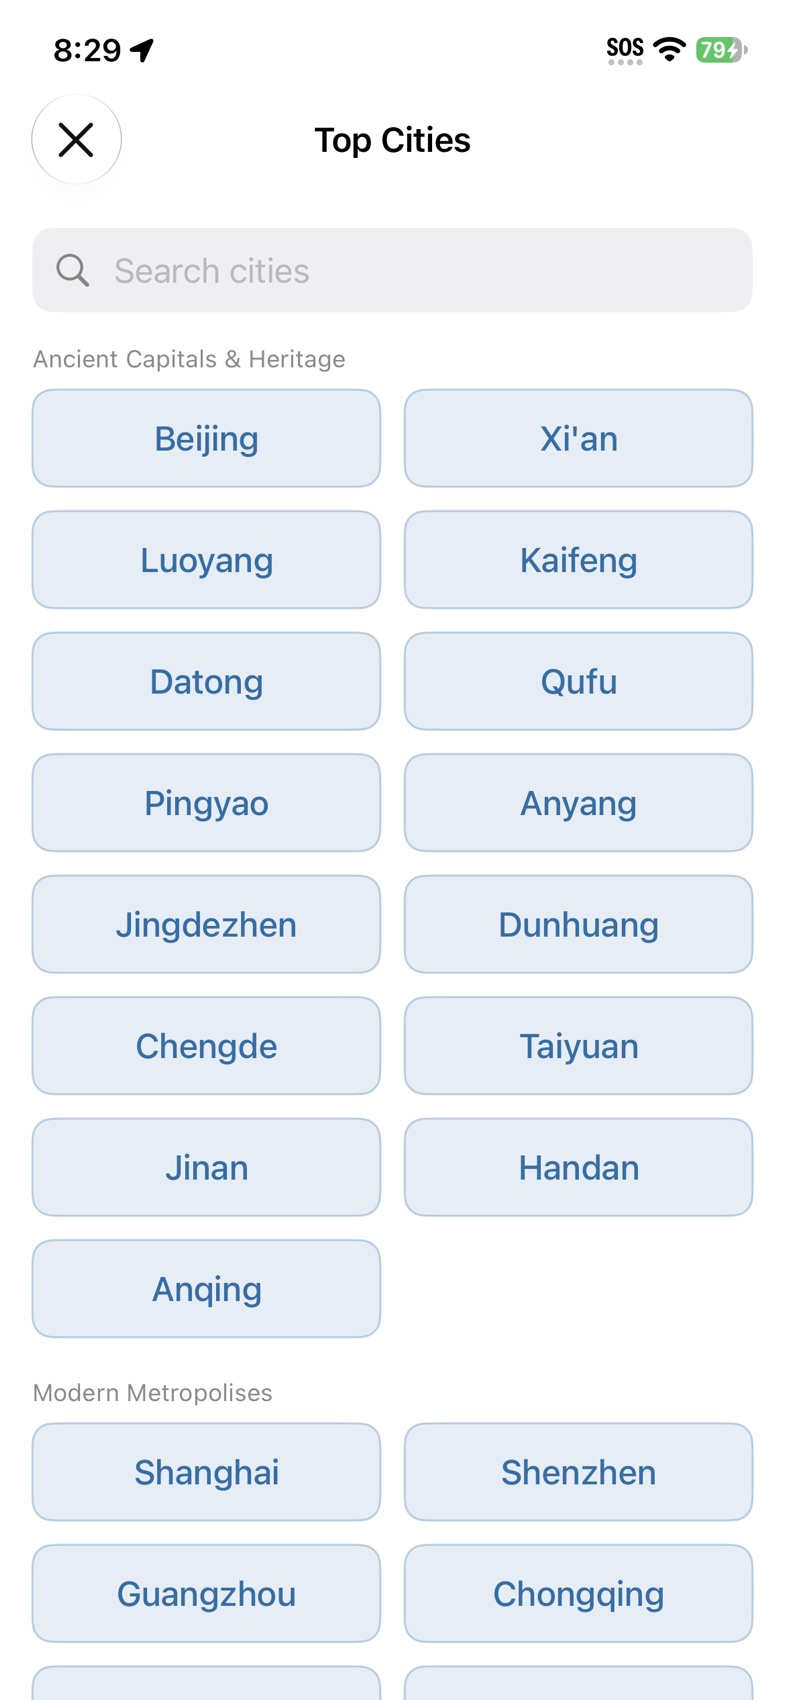 8:29
SOS
79
Top Cities
Search cities
Ancient Capitals & Heritage
Beijing
Xi'an
Luoyang
Kaifeng
Datong
Qufu
Pingyao
Anyang
Jingdezhen
Dunhuang
Chengde
Taiyuan
Jinan
Handan
Anqing
Modern Metropolises
Shanghai
Shenzhen
Guangzhou
Chongqing